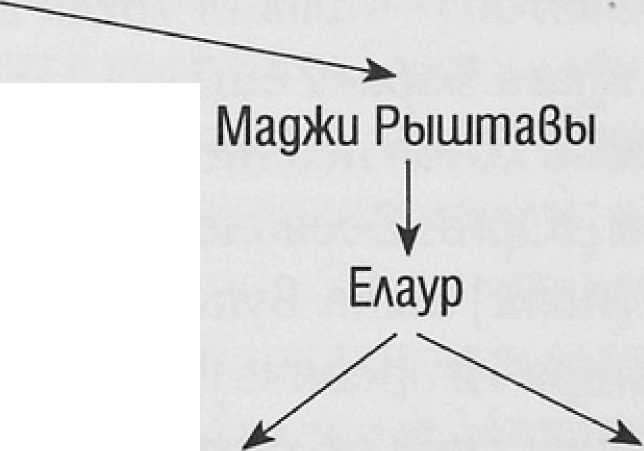 Маджи Рыштавы
Елаур